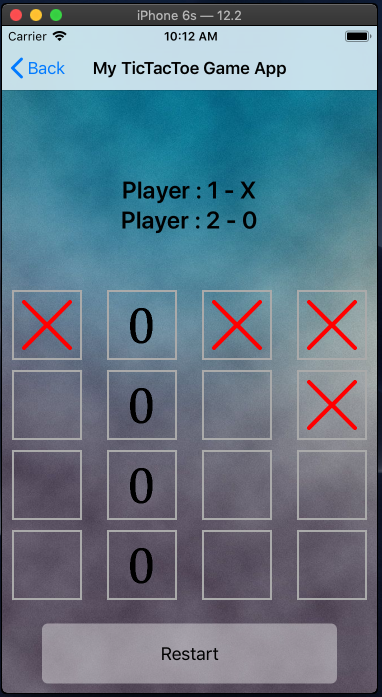 iPhone 6s — 12.2
Carrier 10:12 AM
Back My TicTacToe Game App
Player : 1 - X
Player : 2 - 0
X 0 X X
0 X
0
0
Restart